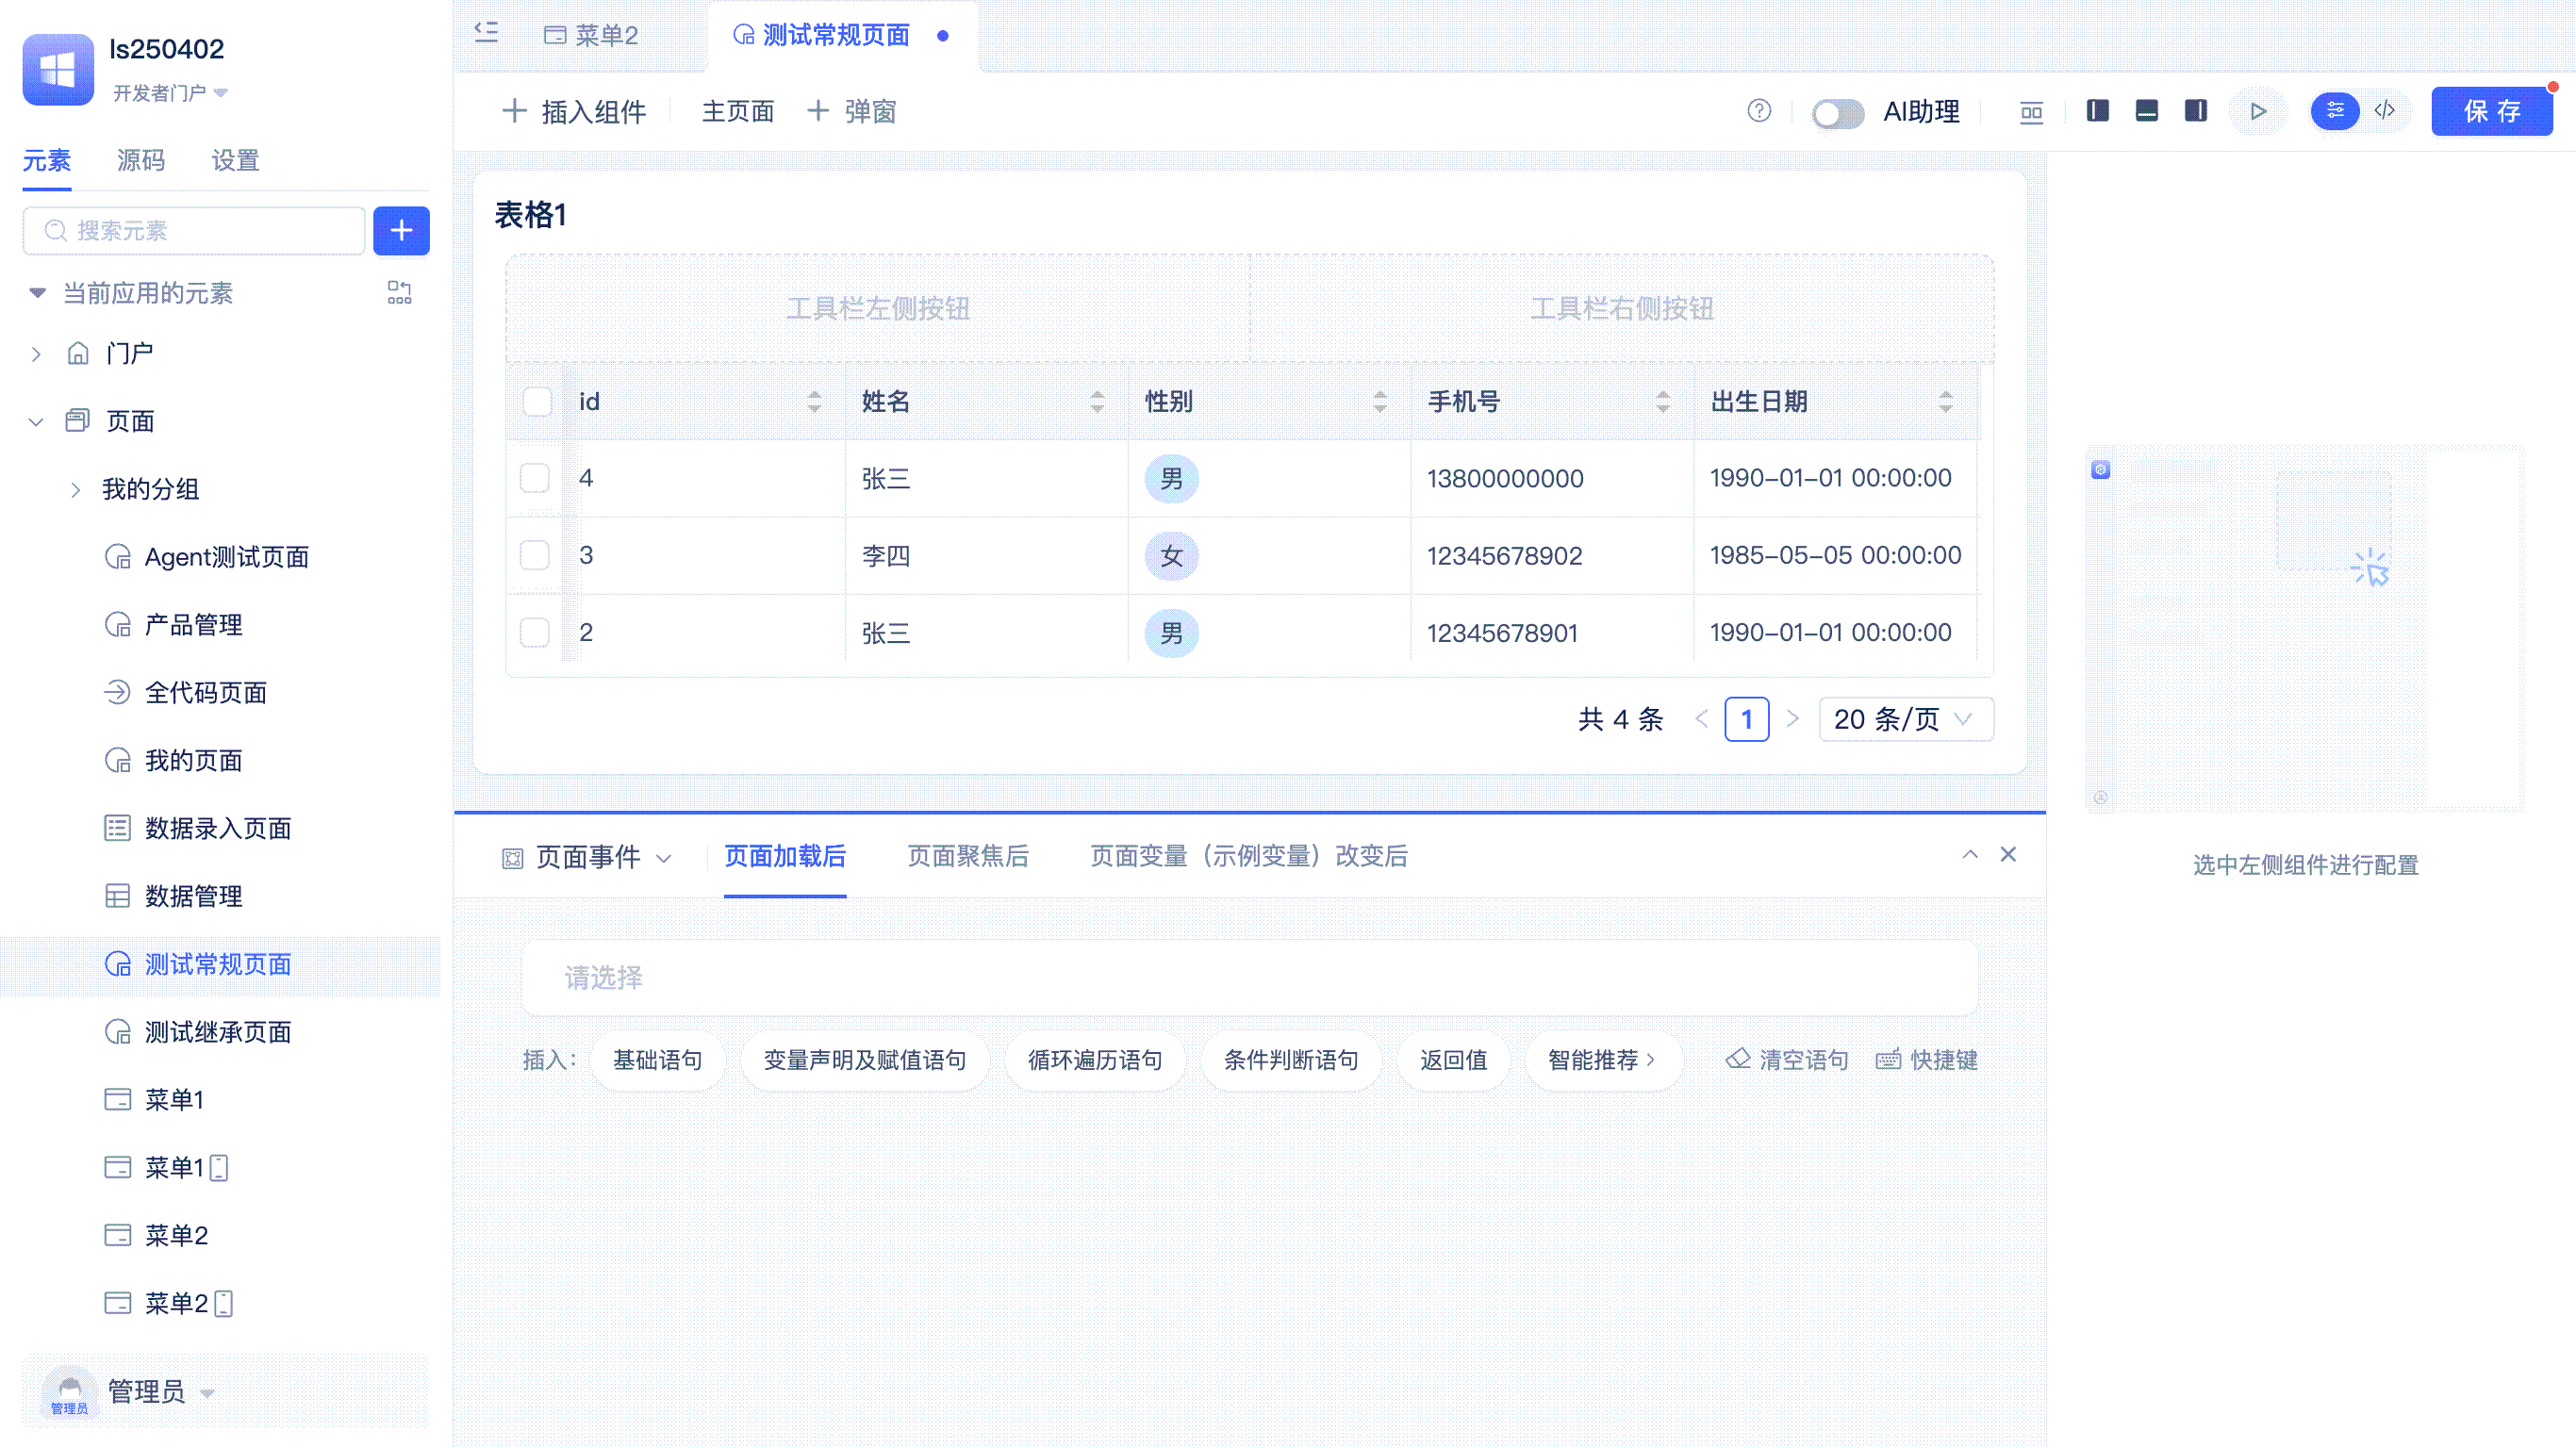 ls250402
开发者门户
元素 源码 设置
搜索元素
当前应用的元素
门户
页面
我的分组
Agent测试页面
产品管理
全代码页面
我的页面
数据录入页面
数据管理
测试常规页面
测试继承页面
菜单1
菜单1
菜单2
菜单2
管理员
管理员
菜单2 测试常规页面
插入组件 主页面 弹窗 AI助理 保存
表格1
工具栏左侧按钮 工具栏右侧按钮
id 姓名 性别 手机号 出生日期
4 张三 男 13800000000 1990-01-01 00:00:00
3 李四 女 12345678902 1985-05-05 00:00:00
2 张三 男 12345678901 1990-01-01 00:00:00
共 4 条 1 20 条/页
页面事件 页面加载后 页面聚焦后 页面变量（示例变量）改变后
请选择
插入： 基础语句 变量声明及赋值语句 循环遍历语句 条件判断语句 返回值 智能推荐 清空语句 快捷键
选中左侧组件进行配置